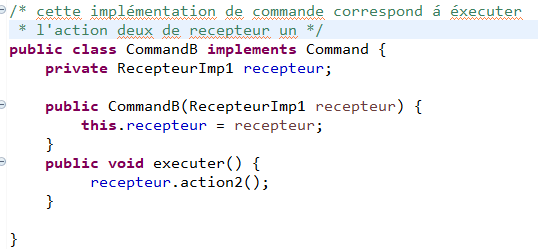 /* cette implémentation de commande correspond á éxecuter
* l'action deux de recepteur un */
public class CommandB implements Command {
private RecepteurImp1 recepteur;
public CommandB(RecepteurImp1 recepteur) {
this.recepteur = recepteur;
}
public void executer() {
recepteur.action2();
}
}